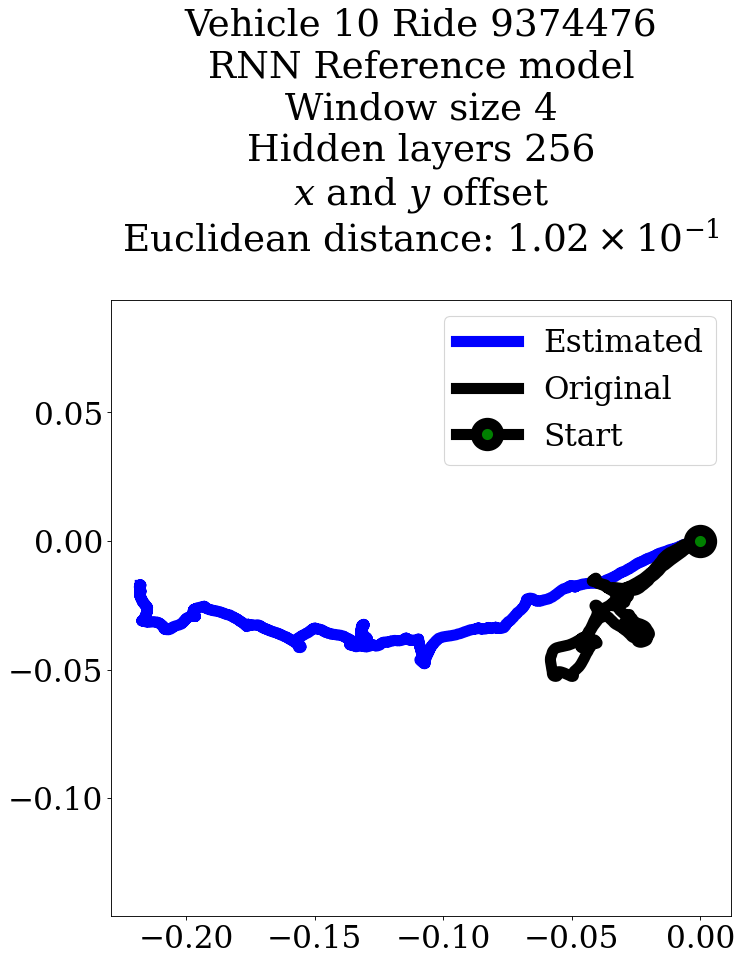 Vehicle 10 Ride 9374476
RNN Reference model
Window size 4
Hidden layers 256
x and y offset
Euclidean distance: 1.02 × 10⁻¹
Estimated
Original
Start
0.05
0.00
−0.05
−0.10
−0.20 −0.15 −0.10 −0.05 0.00